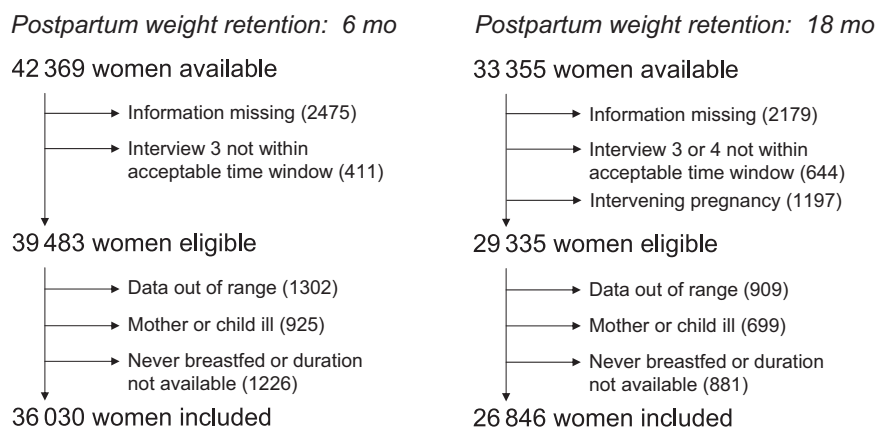 Postpartum weight retention: 6 mo
42 369 women available
Information missing (2475)
Interview 3 not within
acceptable time window (411)
39 483 women eligible
Data out of range (1302)
Mother or child ill (925)
Never breastfed or duration
not available (1226)
36 030 women included
Postpartum weight retention: 18 mo
33 355 women available
Information missing (2179)
Interview 3 or 4 not within
acceptable time window (644)
Intervening pregnancy (1197)
29 335 women eligible
Data out of range (909)
Mother or child ill (699)
Never breastfed or duration
not available (881)
26 846 women included